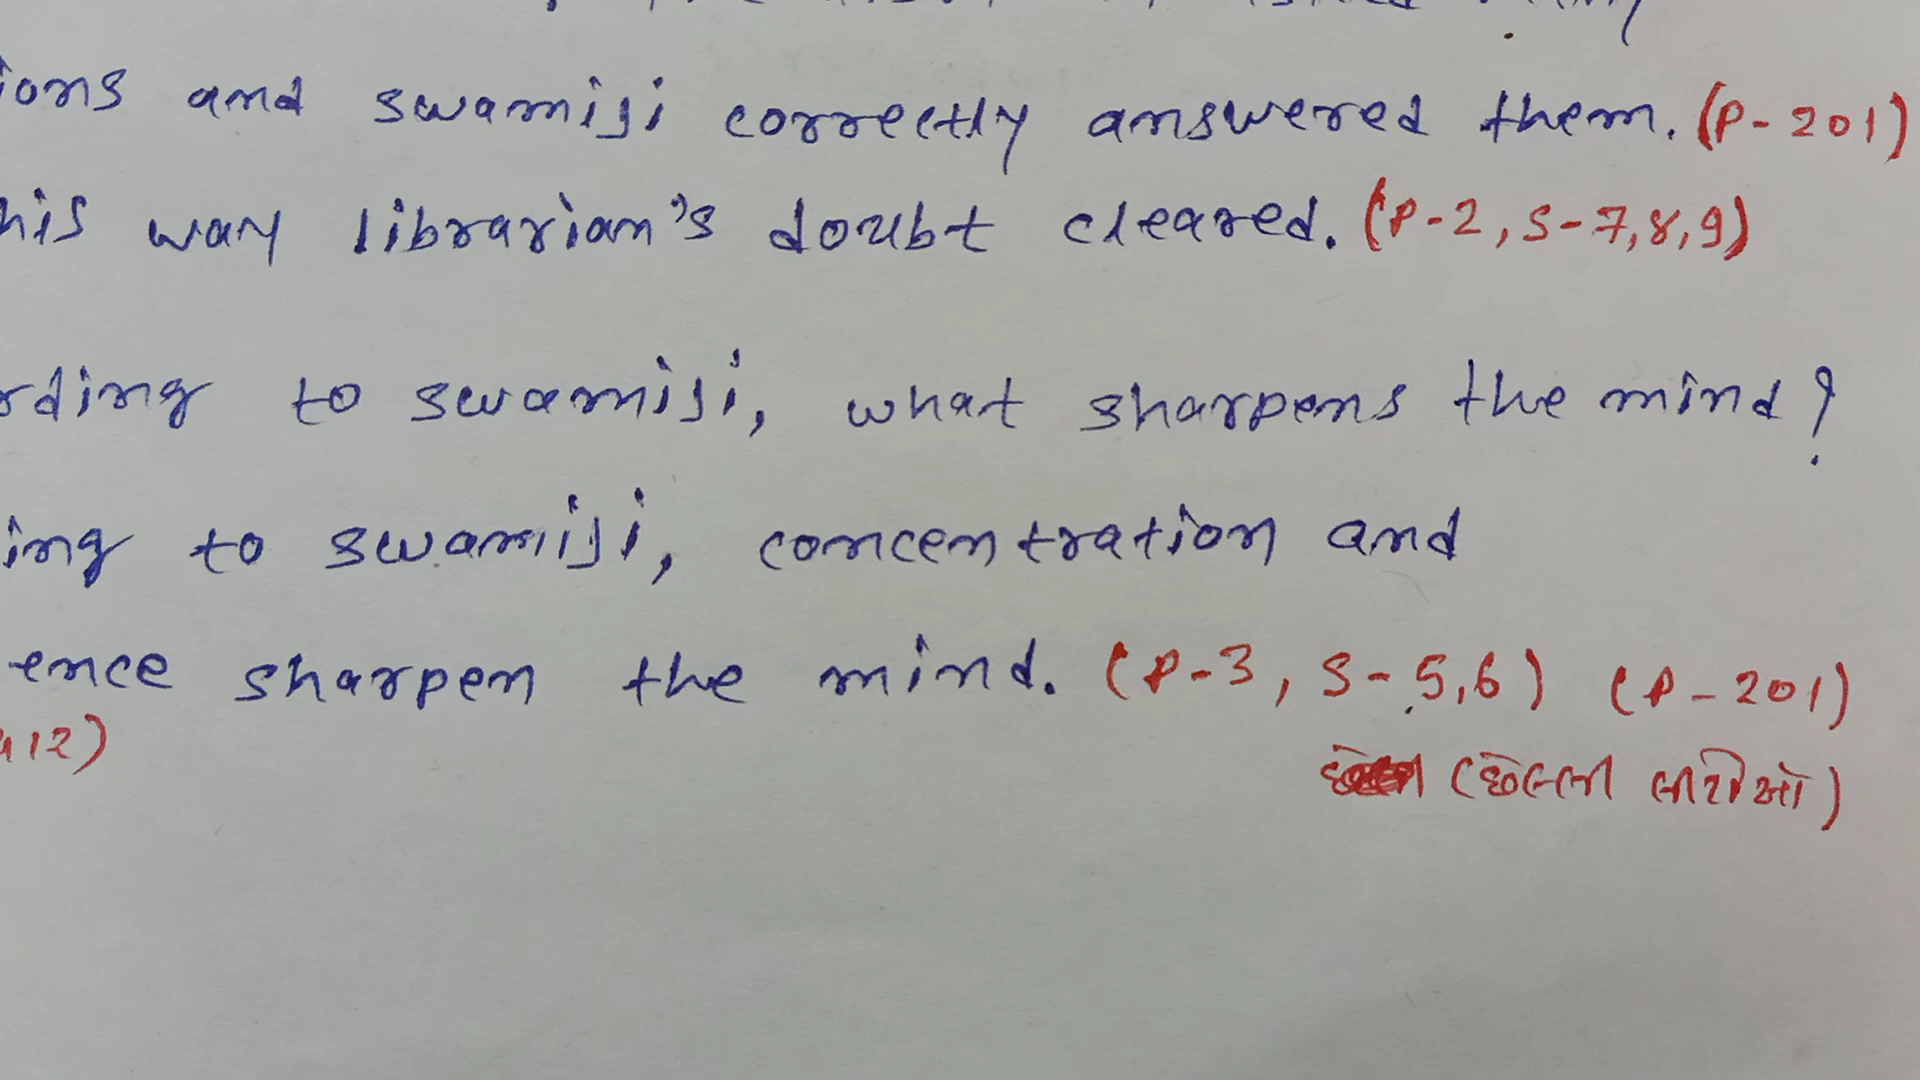 ions and swamiji correctly answered them. (P-201)
his way librarian's doubt cleared. (P-2, S-7,8,9)
rding to swamiji, what sharpens the mind?
ing to swamiji, concentration and
ence sharpen the mind. (P-3, S-5,6) (P-201)
12)
(છેલ્લી લીટીઓ)